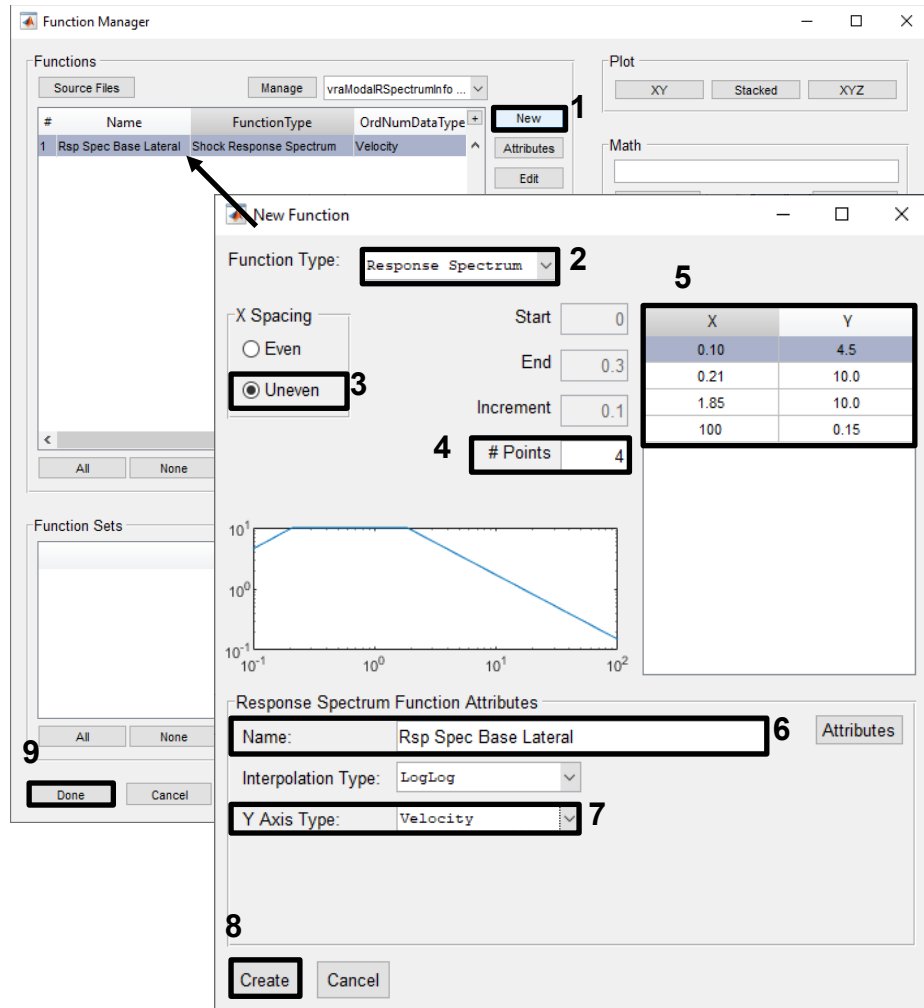 Function Manager
Functions
Source Files
Manage
vraModalRSpectrumInfo ...
# Name FunctionType OrdNumDataType +
1 Rsp Spec Base Lateral Shock Response Spectrum Velocity
New
1
Attributes
Edit
All None
Function Sets
All None
9
Done Cancel
Plot
XY Stacked XYZ
Math
New Function
Function Type: Response Spectrum 2
X Spacing
Even
Uneven 3
Start 0
End 0.3
Increment 0.1
4 # Points 4
5
X Y
0.10 4.5
0.21 10.0
1.85 10.0
100 0.15
10^1
10^0
10^-1
10^-1 10^0 10^1 10^2
Response Spectrum Function Attributes
Name: Rsp Spec Base Lateral 6 Attributes
Interpolation Type: LogLog
Y Axis Type: Velocity 7
8
Create Cancel